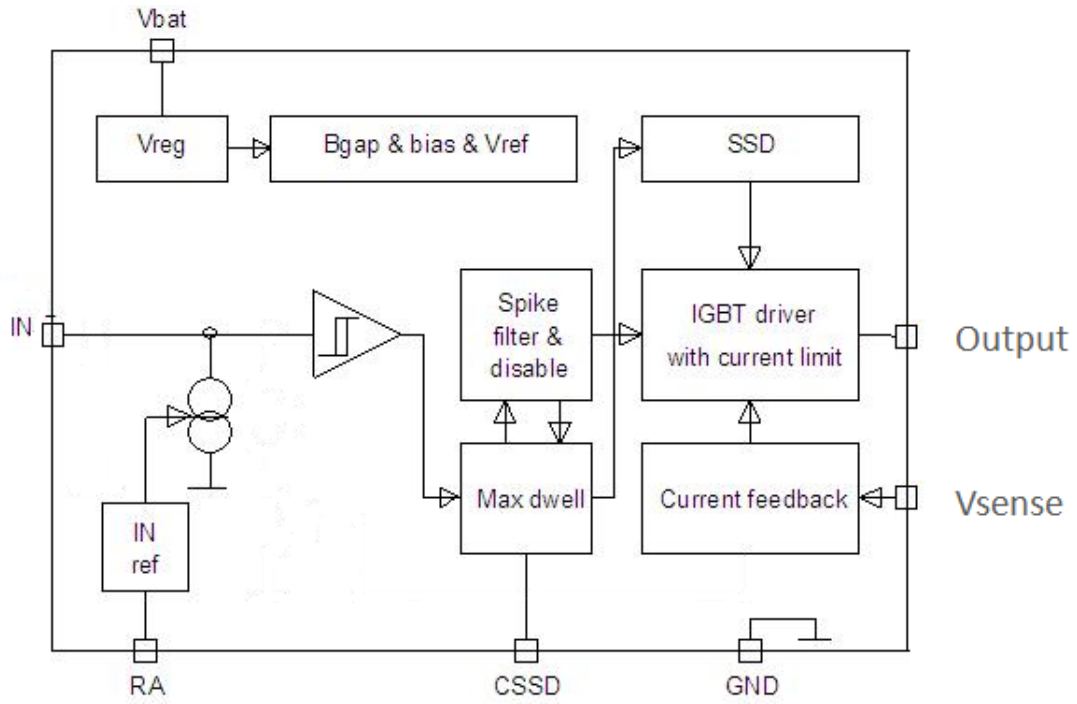 Vbat
Vreg
Bgap & bias & Vref
SSD
IN
Spike
filter &
disable
IGBT driver
with current limit
Output
Max dwell
Current feedback
Vsense
IN
ref
RA
CSSD
GND